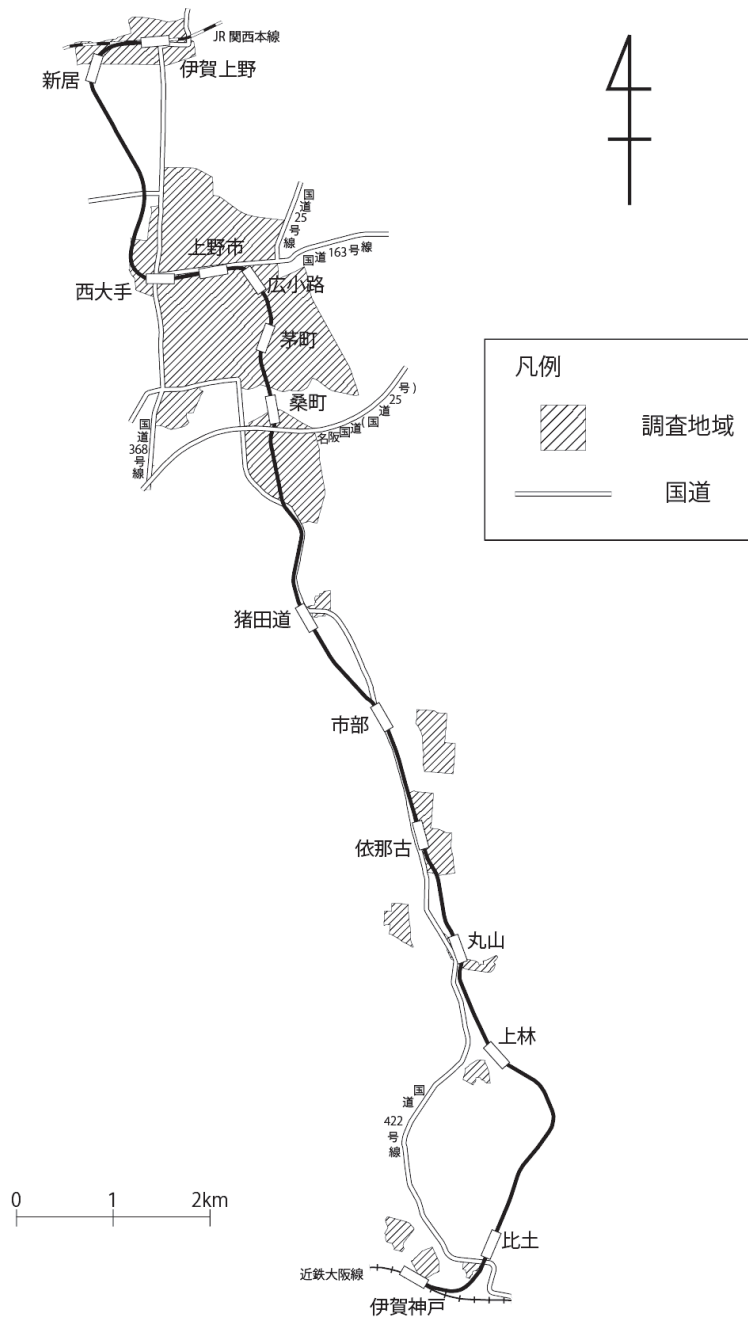 JR関西本線
伊賀上野
新居
国道25号線
上野市
国道163号線
西大手
広小路
茅町
凡例
桑町
調査地域
国道368号線
名阪国道(国道25号)
国道
猪田道
市部
依那古
丸山
上林
国道422号線
0 1 2km
比土
近鉄大阪線
伊賀神戸